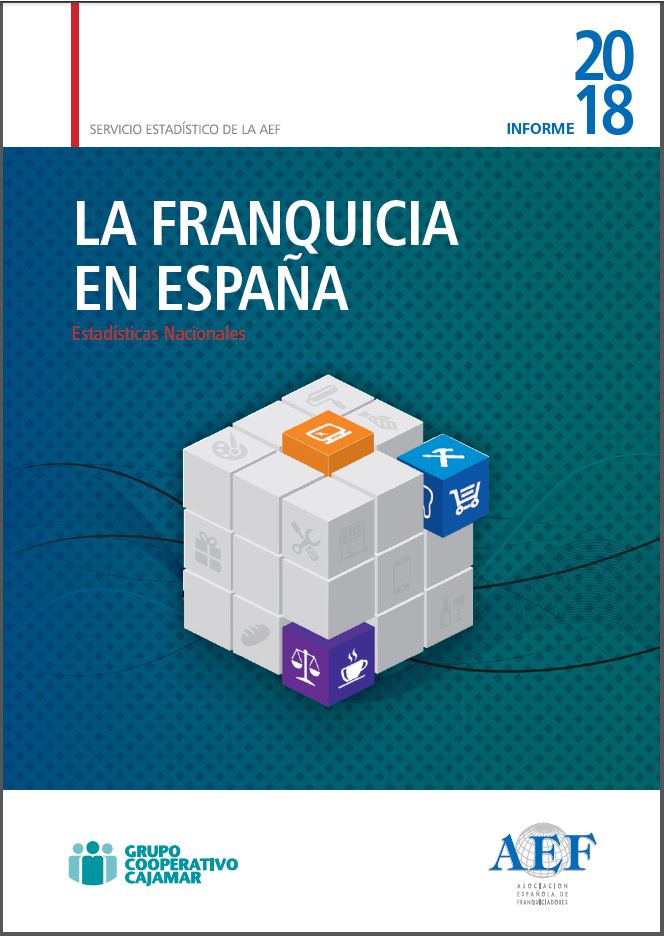 SERVICIO ESTADÍSTICO DE LA AEF
20
INFORME 18
LA FRANQUICIA
EN ESPAÑA
Estadísticas Nacionales
GRUPO
COOPERATIVO
CAJAMAR
AEF
ASOCIACIÓN
ESPAÑOLA DE
FRANQUICIADORES